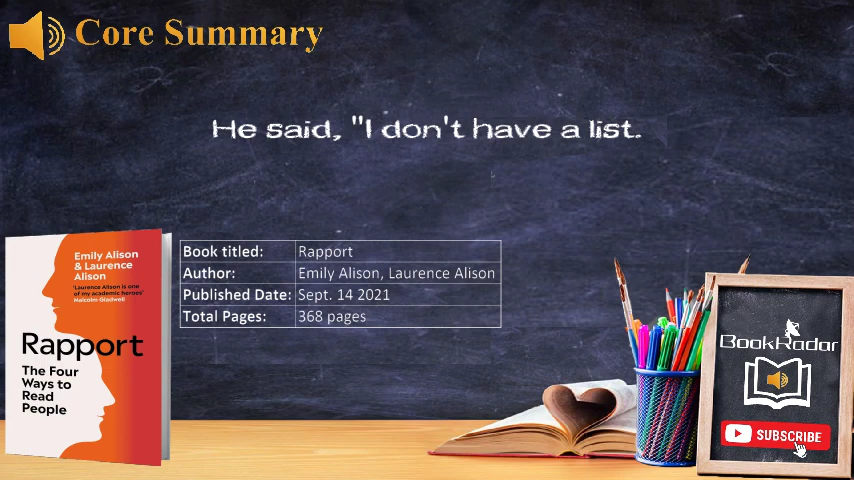 Core Summary
He said, "I don't have a list.
Book titled: Rapport
Author: Emily Alison, Laurence Alison
Published Date: Sept. 14 2021
Total Pages: 368 pages
Emily Alison
& Laurence
Alison
'Laurence Alison is one
of my academic heroes'
Malcolm Gladwell
Rapport
The Four
Ways to
Read
People
BookRadar
SUBSCRIBE